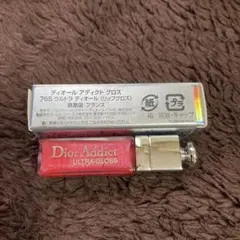 ディオール アディクト グロス
765 ウルトラ ディオール (リップグロス)
原産国 フランス
紙
プラ
Dior Addict
ULTRA-GLOSS